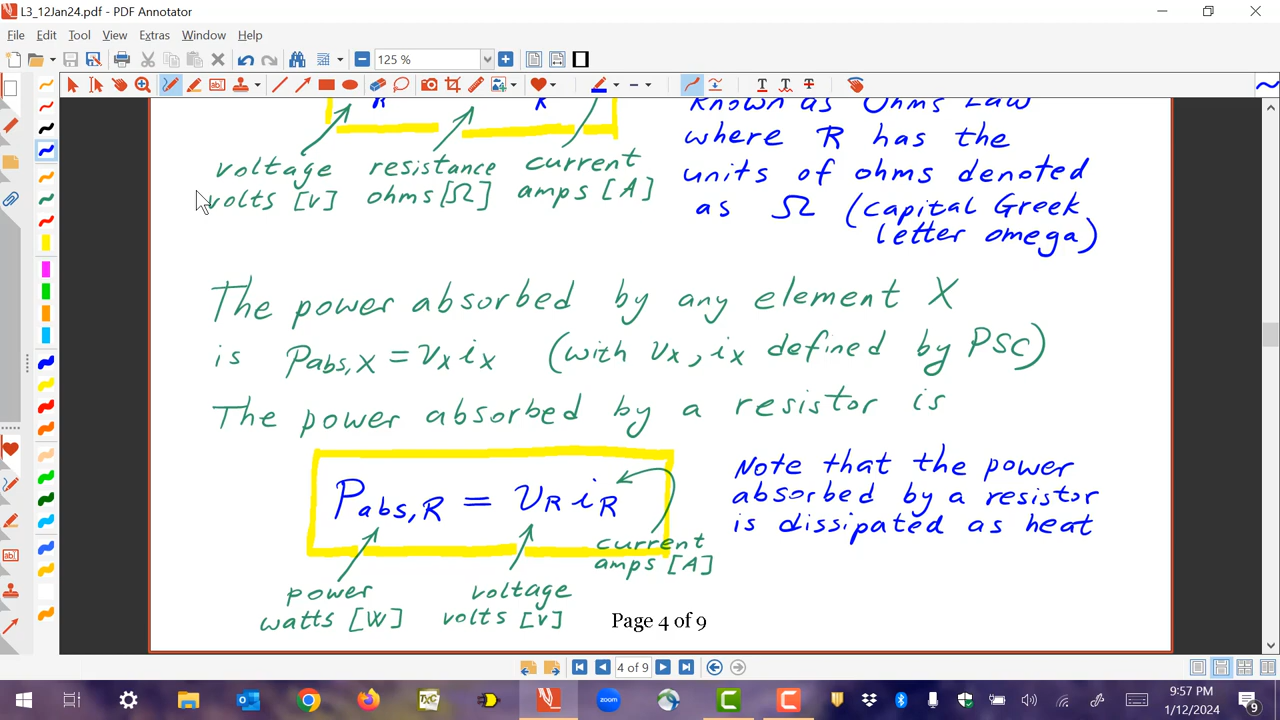 L3_12Jan24.pdf - PDF Annotator
File Edit Tool View Extras Window Help
125 %
R R
voltage resistance current
volts [v] ohms [Ω] amps [A]
Known as Ohms Law
where R has the
units of ohms denoted
as Ω (capital Greek
letter omega)
The power absorbed by any element X
is Pabs,X = vX iX (with vX, iX defined by PSC)
The power absorbed by a resistor is
Pabs,R = vR iR
current
amps [A]
power voltage
watts [W] volts [v]
Note that the power
absorbed by a resistor
is dissipated as heat
Page 4 of 9
4 of 9
zoom
9:57 PM
1/12/2024
9